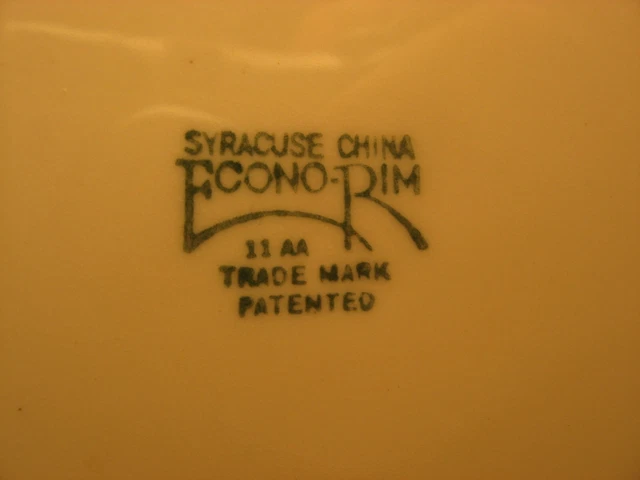 SYRACUSE CHINA
ECONO-RIM
11 AA
TRADE MARK
PATENTED